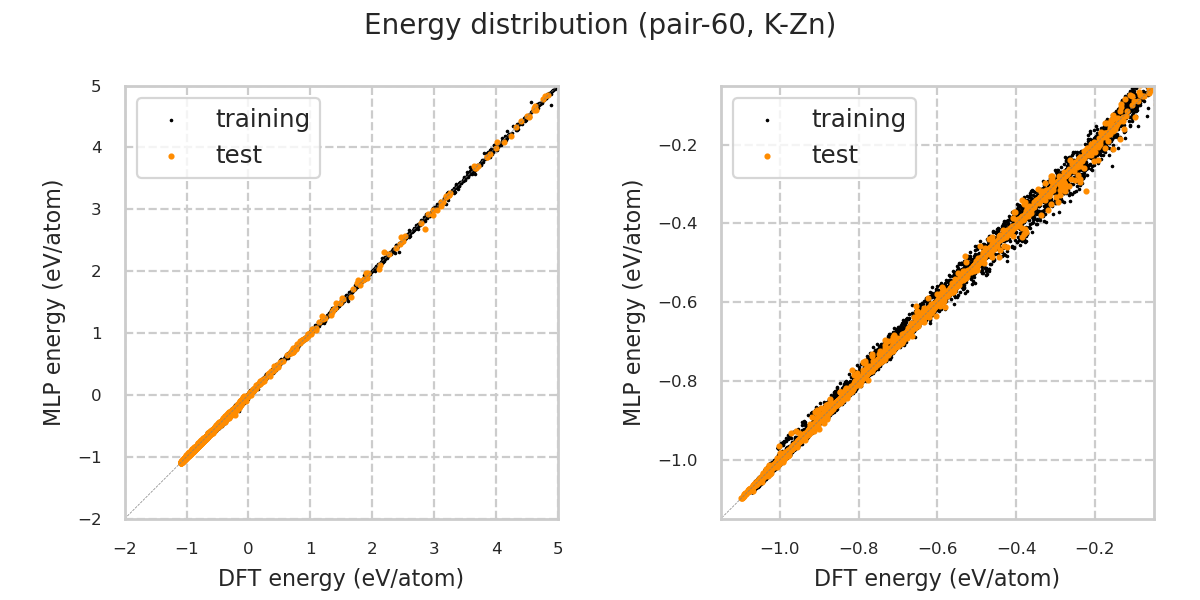 Energy distribution (pair-60, K-Zn)
training
test
5
4
3
2
1
0
−1
−2
MLP energy (eV/atom)
−2
−1
0
1
2
3
4
5
DFT energy (eV/atom)
training
test
−0.2
−0.4
−0.6
−0.8
−1.0
MLP energy (eV/atom)
−1.0
−0.8
−0.6
−0.4
−0.2
DFT energy (eV/atom)